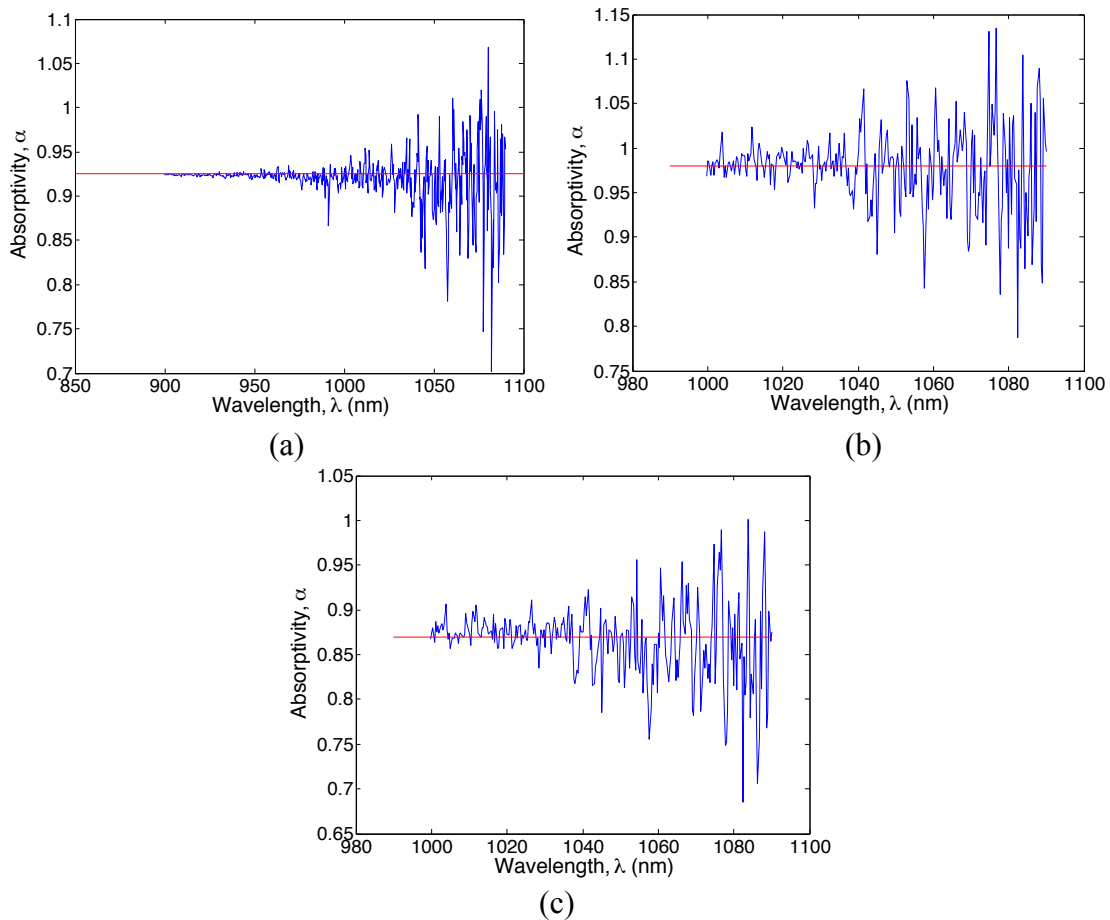 1.1
1.05
1
0.95
0.9
0.85
0.8
0.75
0.7
Absorptivity, α
850 900 950 1000 1050 1100
Wavelength, λ (nm)
(a)
1.15
1.1
1.05
1
0.95
0.9
0.85
0.8
0.75
Absorptivity, α
980 1000 1020 1040 1060 1080 1100
Wavelength, λ (nm)
(b)
1.05
1
0.95
0.9
0.85
0.8
0.75
0.7
0.65
Absorptivity, α
980 1000 1020 1040 1060 1080 1100
Wavelength, λ (nm)
(c)